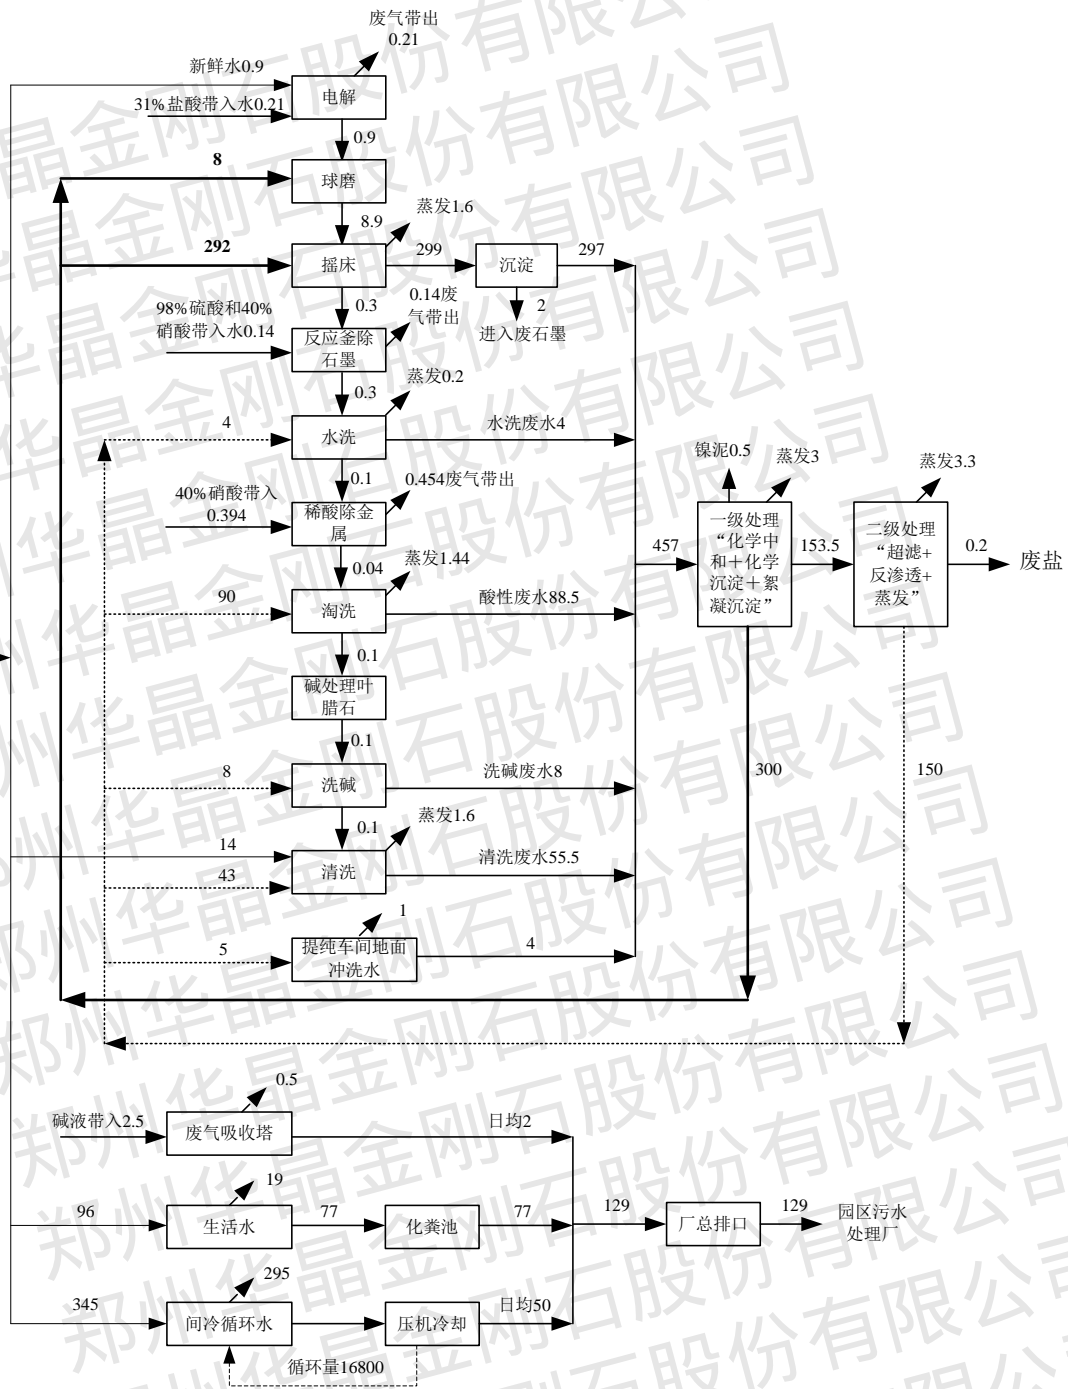 废气带出
0.21
新鲜水0.9
电解
31%盐酸带入水0.21
0.9
8
球磨
8.9
蒸发1.6
292
摇床
299
沉淀
297
2
进入废石墨
0.3
0.14废
气带出
98%硫酸和40%
硝酸带入水0.14
反应釜除
石墨
0.3
蒸发0.2
4
水洗
水洗废水4
0.1
0.454废气带出
40%硝酸带入
0.394
稀酸除金
属
0.04
蒸发1.44
90
淘洗
酸性废水88.5
0.1
碱处理叶
腊石
0.1
8
洗碱
洗碱废水8
0.1
蒸发1.6
14
43
清洗
清洗废水55.5
1
5
提纯车间地面
冲洗水
4
457
镍泥0.5
蒸发3
一级处理
“化学中
和+化学
沉淀+絮
凝沉淀”
153.5
蒸发3.3
二级处理
“超滤+
反渗透+
蒸发”
0.2
废盐
300
150
0.5
碱液带入2.5
废气吸收塔
日均2
19
96
生活水
77
化粪池
77
129
厂总排口
129
园区污水
处理厂
295
345
间冷循环水
压机冷却
日均50
循环量16800
郑州华晶金刚石股份有限公司